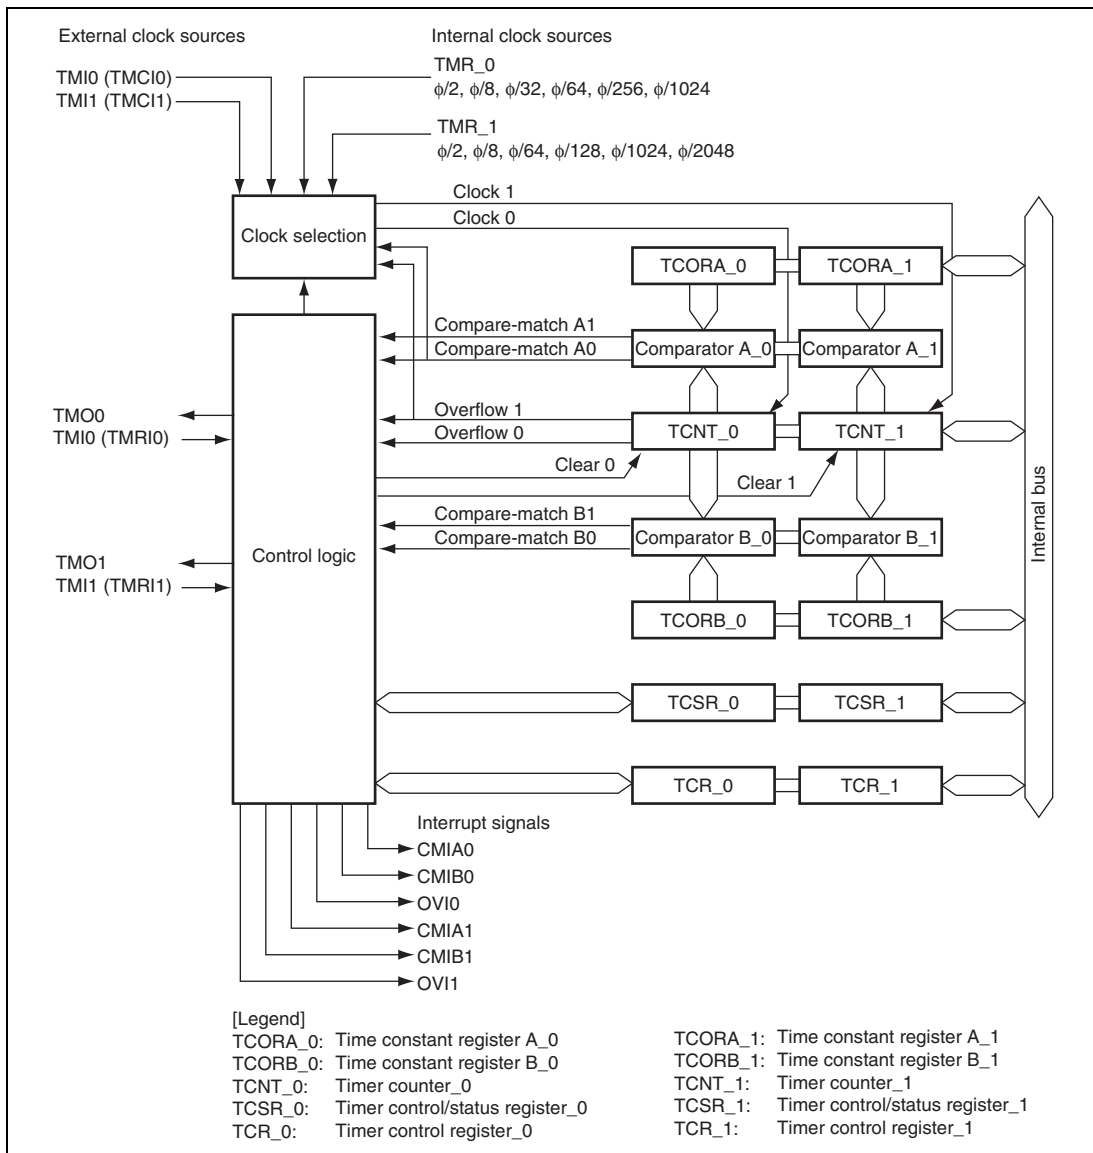 External clock sources
Internal clock sources
TMI0 (TMCI0)
TMI1 (TMCI1)
TMR_0
ϕ/2, ϕ/8, ϕ/32, ϕ/64, ϕ/256, ϕ/1024
TMR_1
ϕ/2, ϕ/8, ϕ/64, ϕ/128, ϕ/1024, ϕ/2048
Clock 1
Clock 0
Clock selection
TCORA_0
TCORA_1
Compare-match A1
Compare-match A0
Comparator A_0
Comparator A_1
TMO0
TMI0 (TMRI0)
Overflow 1
Overflow 0
TCNT_0
TCNT_1
Clear 0
Clear 1
Compare-match B1
Compare-match B0
Comparator B_0
Comparator B_1
Control logic
TMO1
TMI1 (TMRI1)
Internal bus
TCORB_0
TCORB_1
TCSR_0
TCSR_1
TCR_0
TCR_1
Interrupt signals
CMIA0
CMIB0
OVI0
CMIA1
CMIB1
OVI1
[Legend]
TCORA_0: Time constant register A_0
TCORB_0: Time constant register B_0
TCNT_0: Timer counter_0
TCSR_0: Timer control/status register_0
TCR_0: Timer control register_0
TCORA_1: Time constant register A_1
TCORB_1: Time constant register B_1
TCNT_1: Timer counter_1
TCSR_1: Timer control/status register_1
TCR_1: Timer control register_1